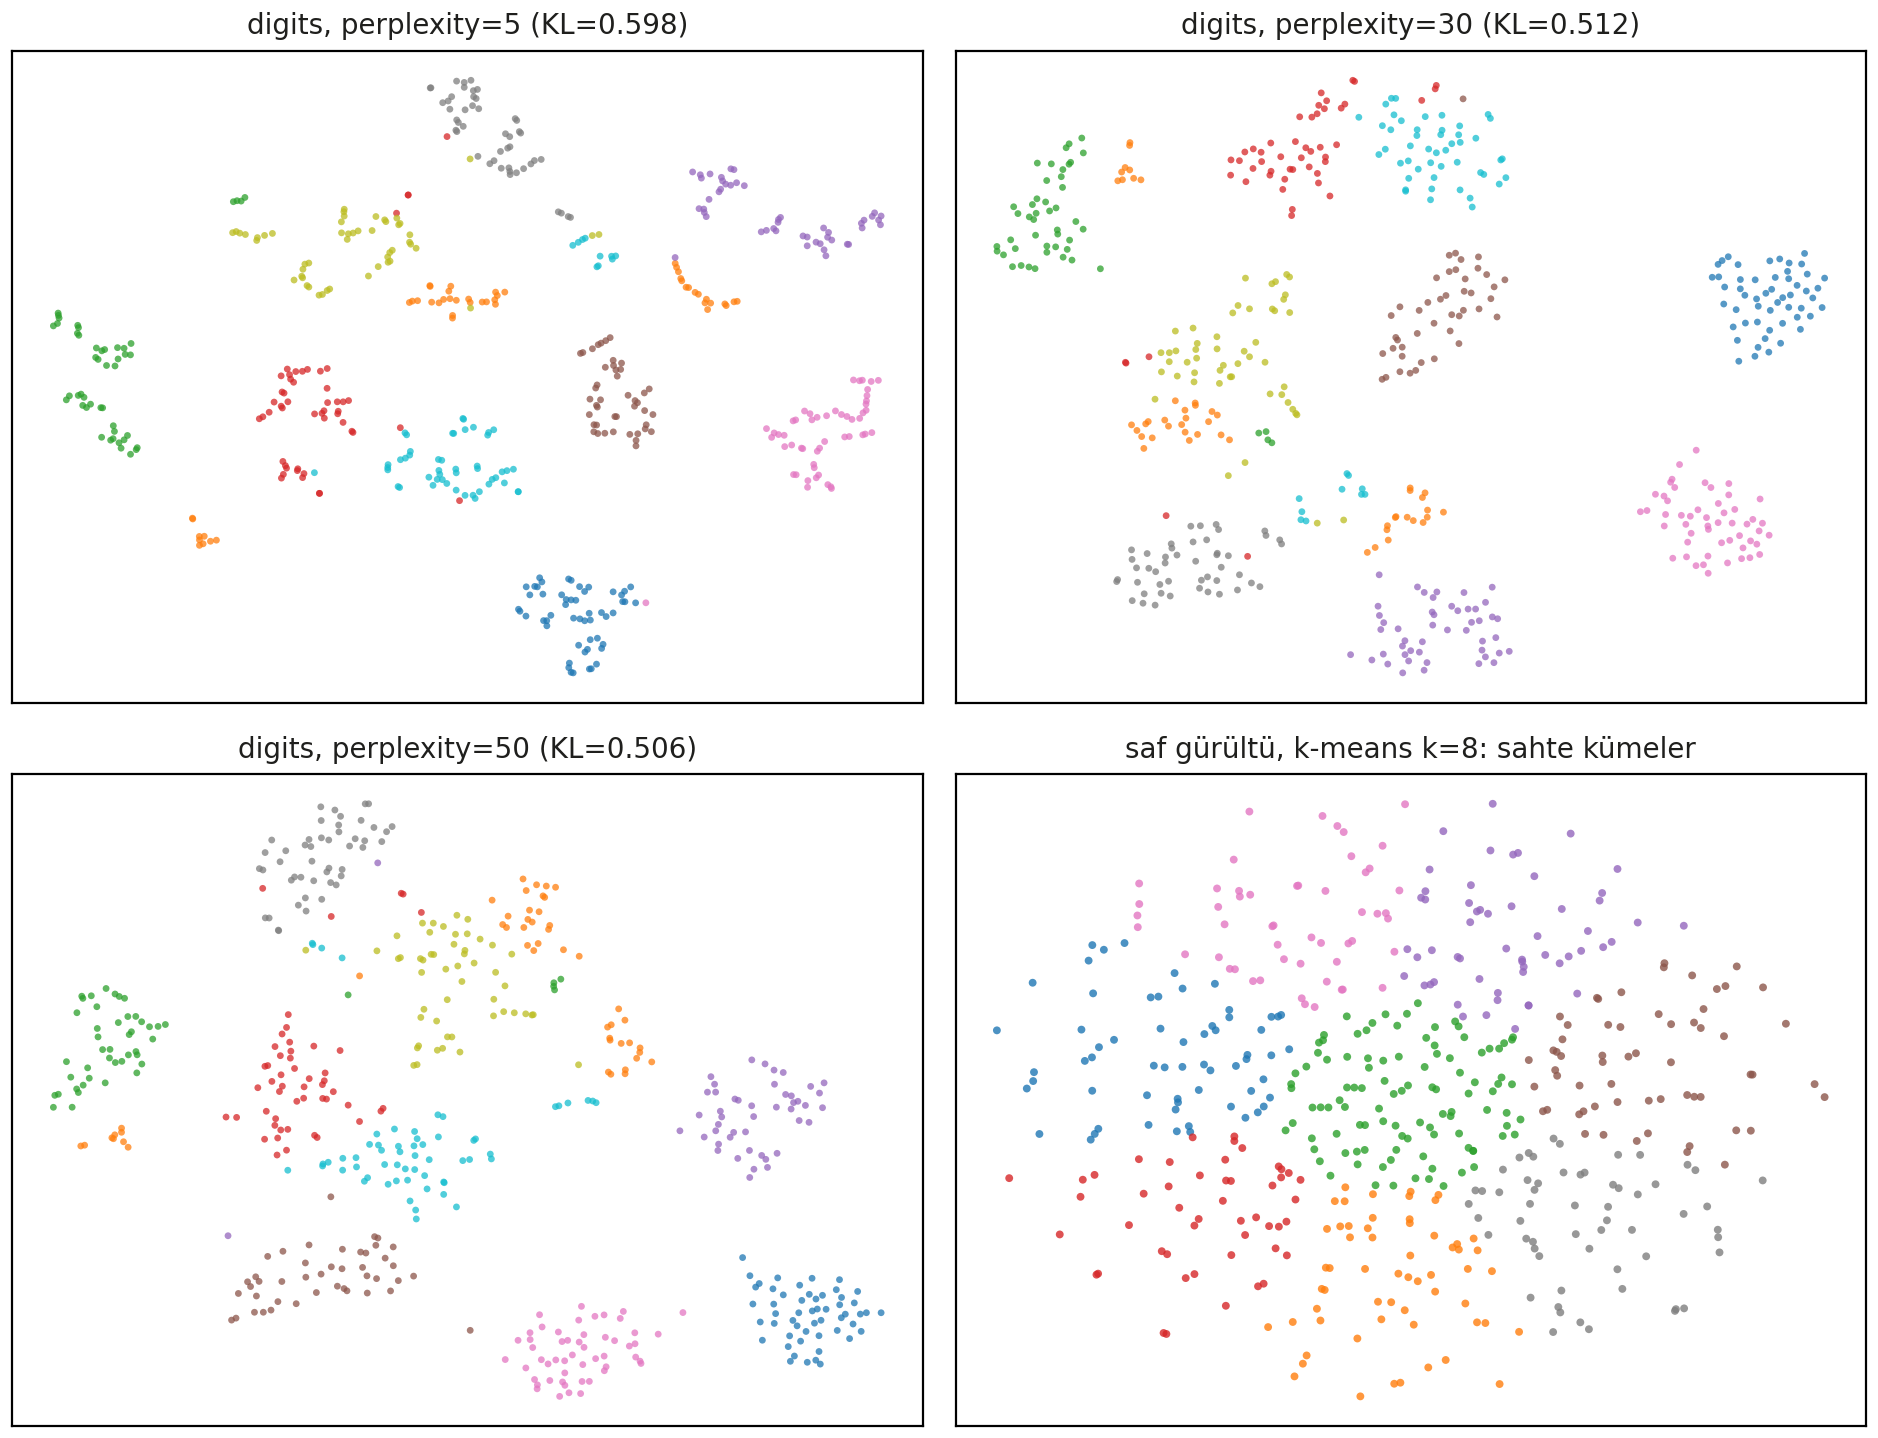 digits, perplexity=5 (KL=0.598)
digits, perplexity=30 (KL=0.512)
digits, perplexity=50 (KL=0.506)
saf gürültü, k-means k=8: sahte kümeler